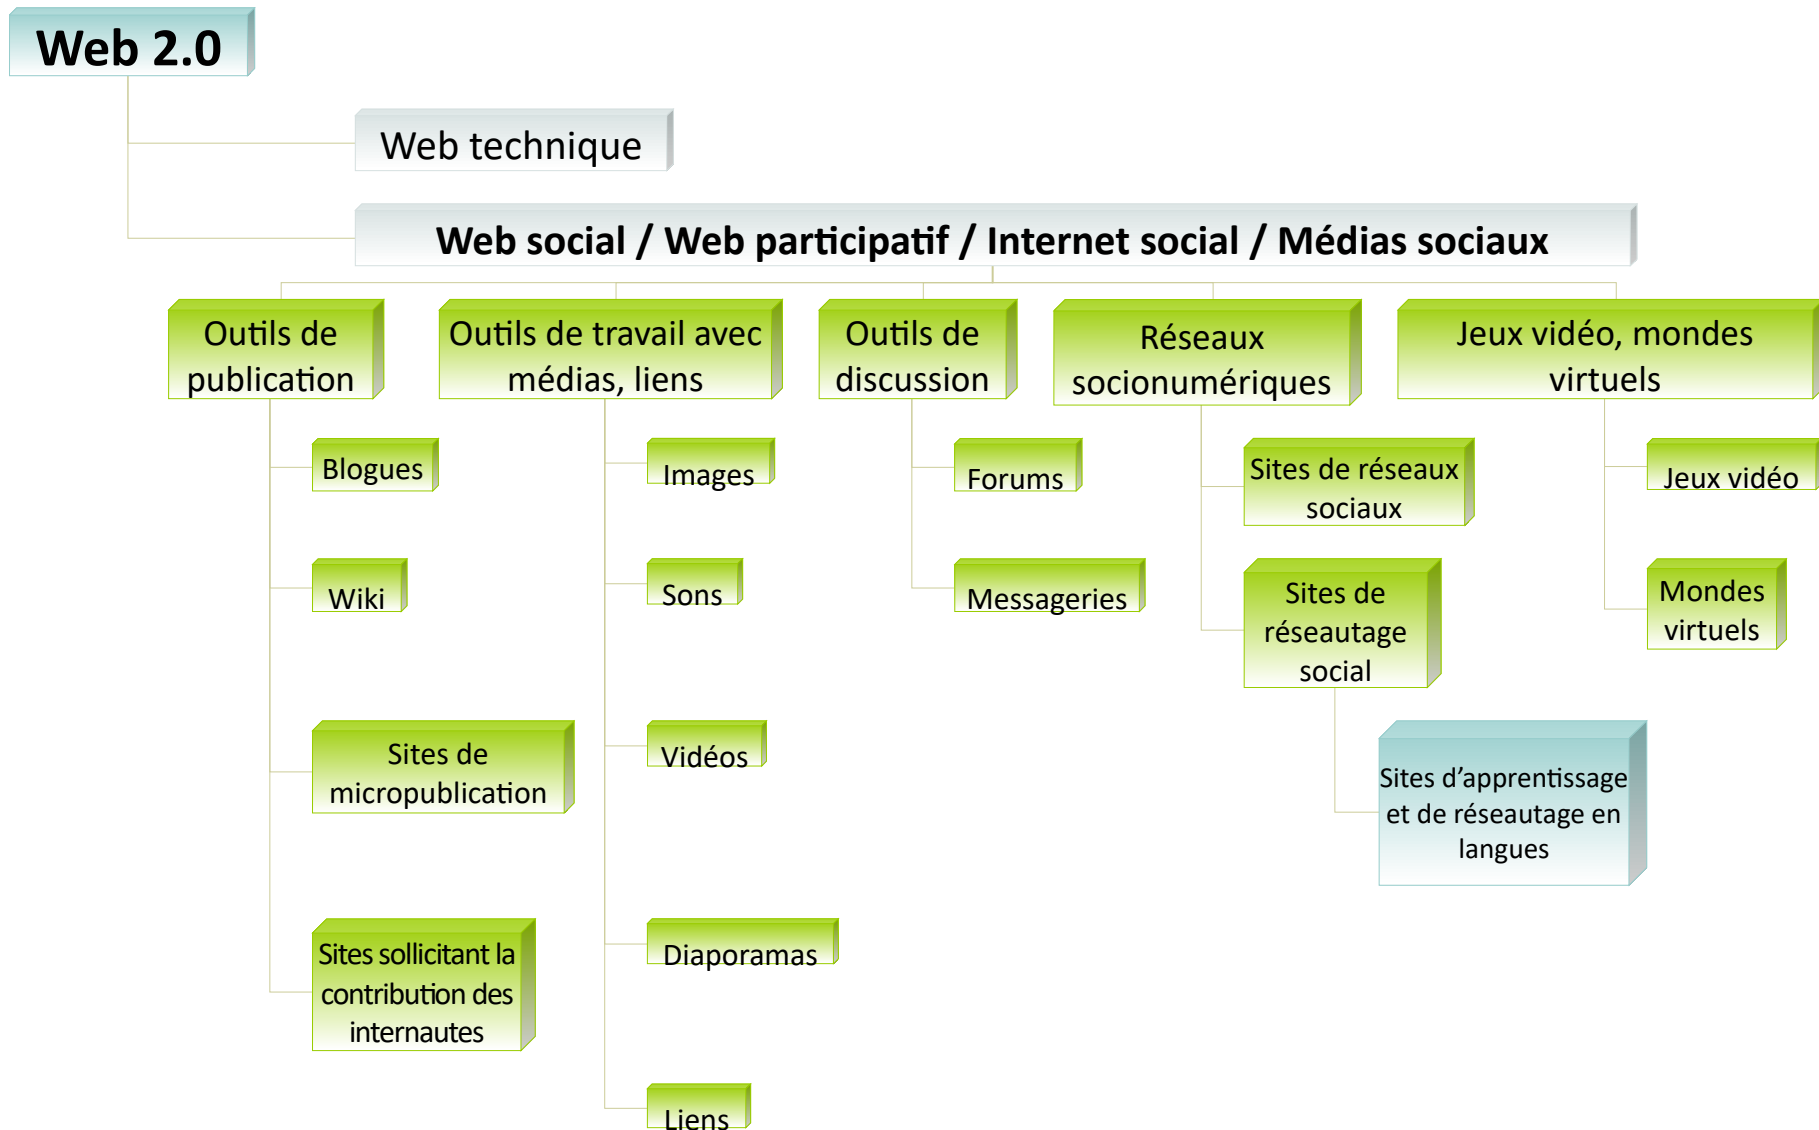 Web 2.0
Web technique
Web social / Web participatif / Internet social / Médias sociaux
Outils de
publication
Outils de travail avec
médias, liens
Outils de
discussion
Réseaux
socionumériques
Jeux vidéo, mondes
virtuels
Blogues
Wiki
Sites de
micropublication
Sites sollicitant la
contribution des
internautes
Images
Sons
Vidéos
Diaporamas
Liens
Forums
Messageries
Sites de réseaux
sociaux
Sites de
réseautage
social
Sites d’apprentissage
et de réseautage en
langues
Jeux vidéo
Mondes
virtuels